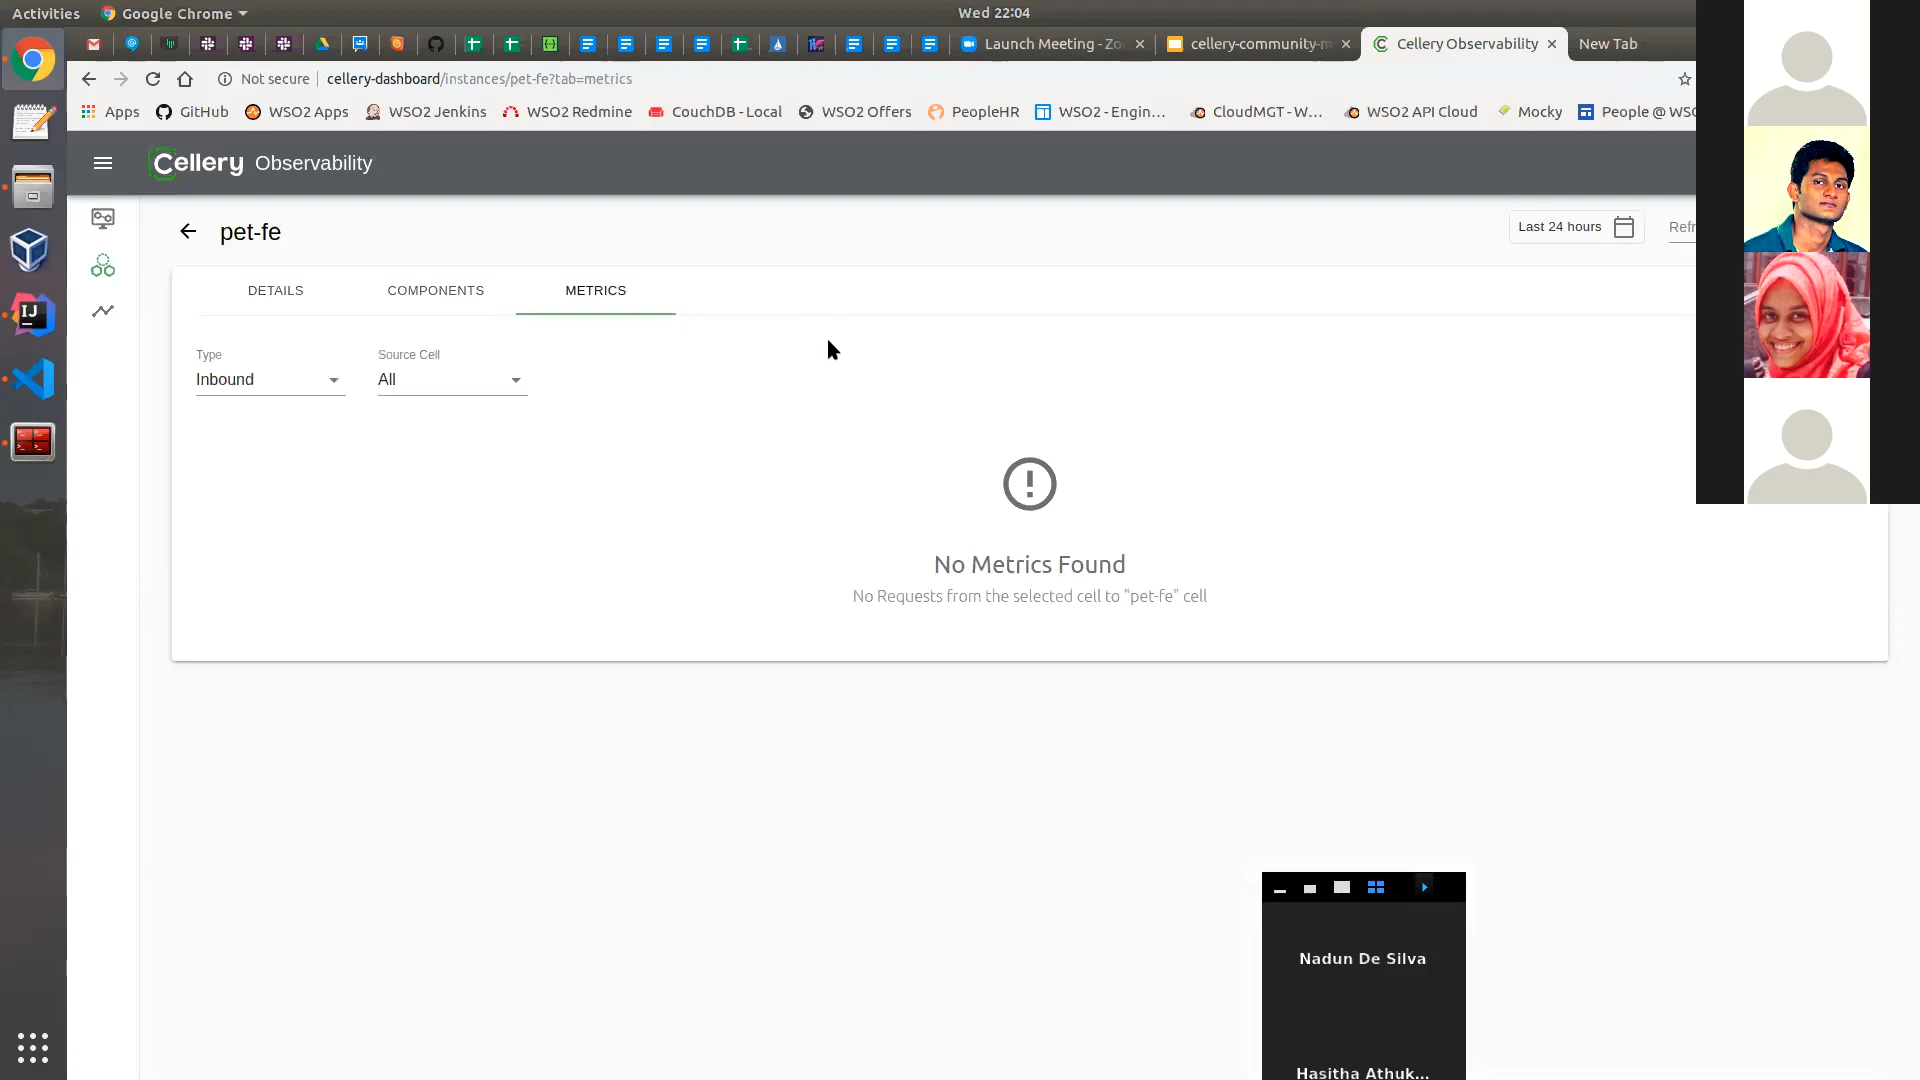 Activities
Google Chrome
Wed 22:04
Launch Meeting - Zo
cellery-community-m
Cellery Observability
New Tab
Not secure
cellery-dashboard/instances/pet-fe?tab=metrics
Apps
GitHub
WSO2 Apps
WSO2 Jenkins
WSO2 Redmine
CouchDB - Local
WSO2 Offers
PeopleHR
WSO2 - Engin…
CloudMGT - W…
WSO2 API Cloud
Mocky
People @ WSO
Cellery Observability
pet-fe
Last 24 hours
Refr
DETAILS
COMPONENTS
METRICS
Type
Source Cell
Inbound
All
No Metrics Found
No Requests from the selected cell to "pet-fe" cell
Nadun De Silva
Hasitha Athuk...
IJ